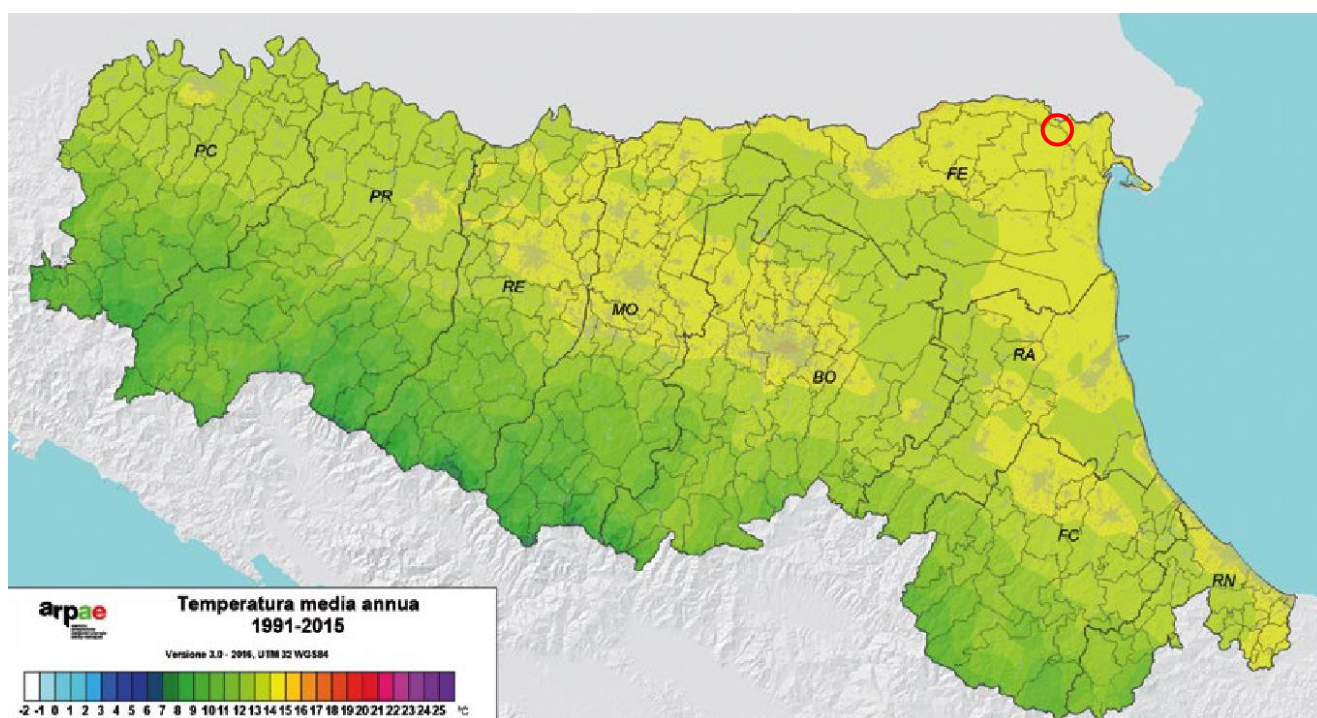 PC
PR
RE
MO
BO
FE
RA
FC
RN
arpae
Temperatura media annua
1991-2015
Versione 3.0 - 2016, UTM 32 WGS84
-2 -1 0 1 2 3 4 5 6 7 8 9 10 11 12 13 14 15 16 17 18 19 20 21 22 23 24 25 °C